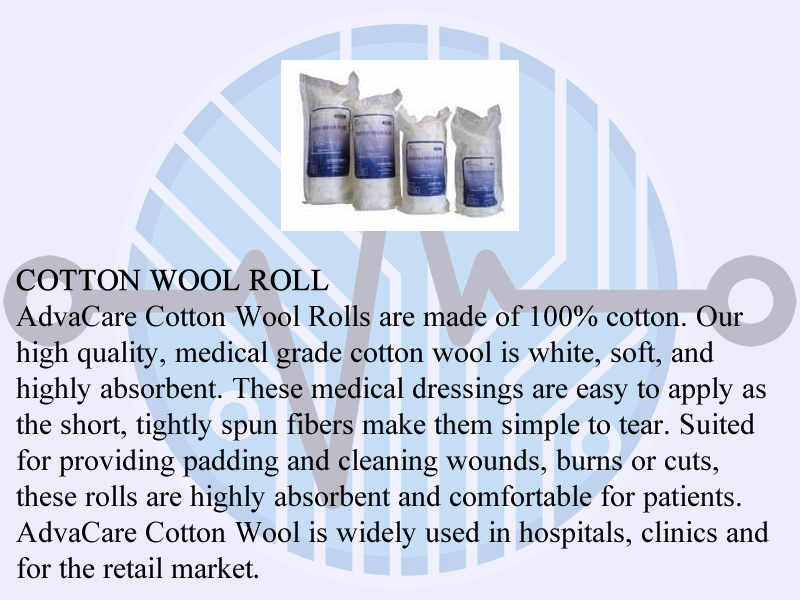 COTTON WOOL ROLL
AdvaCare Cotton Wool Rolls are made of 100% cotton. Our
high quality, medical grade cotton wool is white, soft, and
highly absorbent. These medical dressings are easy to apply as
the short, tightly spun fibers make them simple to tear. Suited
for providing padding and cleaning wounds, burns or cuts,
these rolls are highly absorbent and comfortable for patients.
AdvaCare Cotton Wool is widely used in hospitals, clinics and
for the retail market.